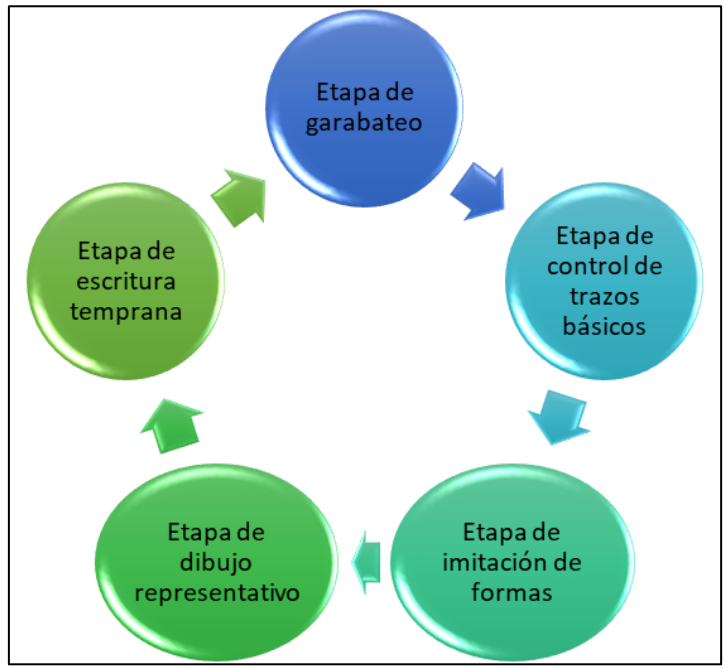 Etapa de
garabateo
Etapa de
control de
trazos
básicos
Etapa de
imitación de
formas
Etapa de
dibujo
representativo
Etapa de
escritura
temprana